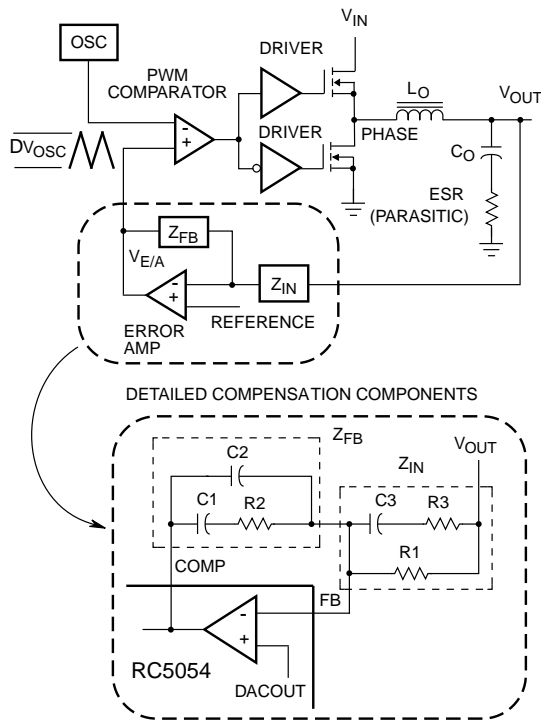 V_IN
OSC
DRIVER
PWM
COMPARATOR
L_O
V_OUT
DRIVER
PHASE
-
+
DV_OSC
C_O
ESR
(PARASITIC)
Z_FB
V_E/A
-
+
Z_IN
REFERENCE
ERROR
AMP
DETAILED COMPENSATION COMPONENTS
Z_FB
C2
Z_IN
V_OUT
C1
R2
C3
R3
R1
COMP
FB
-
+
RC5054
DACOUT